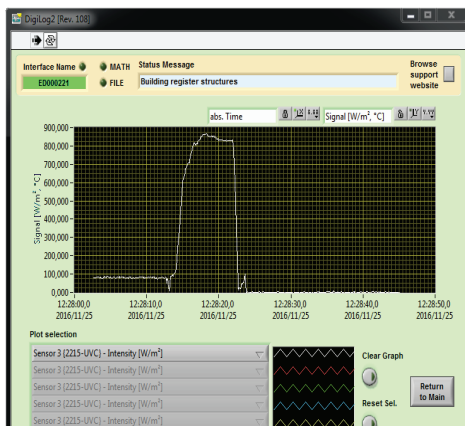 DigiLog2 [Rev. 108]
Interface Name MATH Status Message Browse
support
website
ED000221 FILE Building register structures
abs. Time Signal [W/m², °C]
900,000
800,000
700,000
600,000
500,000
400,000
300,000
200,000
100,000
0,000
Signal [W/m², °C]
12:28:00,0 12:28:10,0 12:28:20,0 12:28:30,0 12:28:40,0 12:28:50,0
2016/11/25 2016/11/25 2016/11/25 2016/11/25 2016/11/25 2016/11/25
Plot selection
Sensor 3 (2215-UVC) - Intensity [W/m²] Clear Graph
Sensor 3 (2215-UVC) - Intensity [W/m²]
Sensor 3 (2215-UVC) - Intensity [W/m²] Return
to Main
Sensor 3 (2215-UVC) - Intensity [W/m²] Reset Sel.
Sensor 3 (2215-UVC) - Intensity [W/m²]